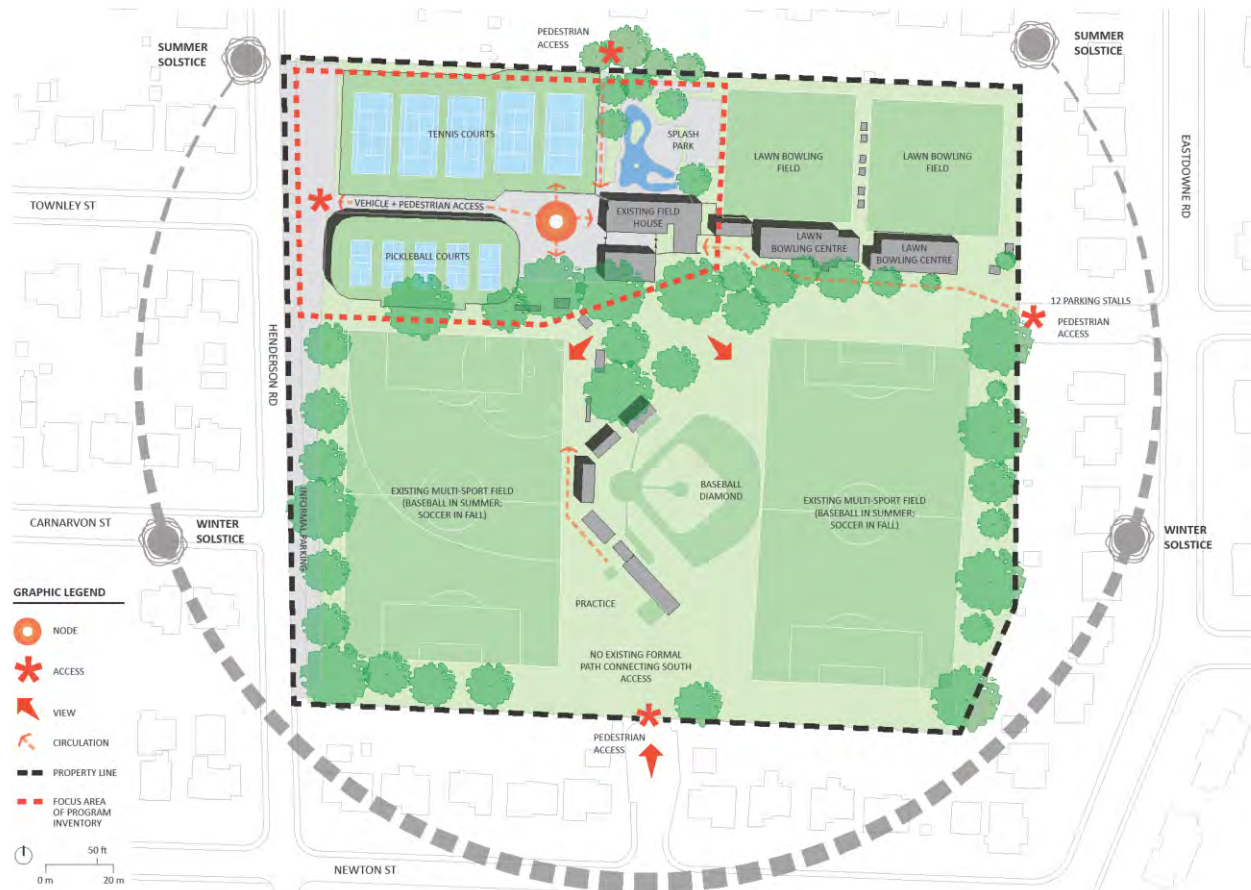 PEDESTRIAN
ACCESS
SUMMER
SOLSTICE
SUMMER
SOLSTICE
TENNIS COURTS
SPLASH
PARK
LAWN BOWLING
FIELD
LAWN BOWLING
FIELD
EASTDOWNE RD
TOWNLEY ST
VEHICLE + PEDESTRIAN ACCESS
EXISTING FIELD
HOUSE
LAWN
BOWLING CENTRE
LAWN
BOWLING CENTRE
PICKLEBALL COURTS
12 PARKING STALLS
PEDESTRIAN
ACCESS
HENDERSON RD
EXISTING MULTI-SPORT FIELD
(BASEBALL IN SUMMER;
SOCCER IN FALL)
BASEBALL
DIAMOND
EXISTING MULTI-SPORT FIELD
(BASEBALL IN SUMMER;
SOCCER IN FALL)
INFORMAL PARKING
CARNARVON ST
WINTER
SOLSTICE
WINTER
SOLSTICE
PRACTICE
NO EXISTING FORMAL
PATH CONNECTING SOUTH
ACCESS
PEDESTRIAN
ACCESS
GRAPHIC LEGEND
NODE
ACCESS
VIEW
CIRCULATION
PROPERTY LINE
FOCUS AREA
OF PROGRAM
INVENTORY
50 ft
0 m 20 m
NEWTON ST